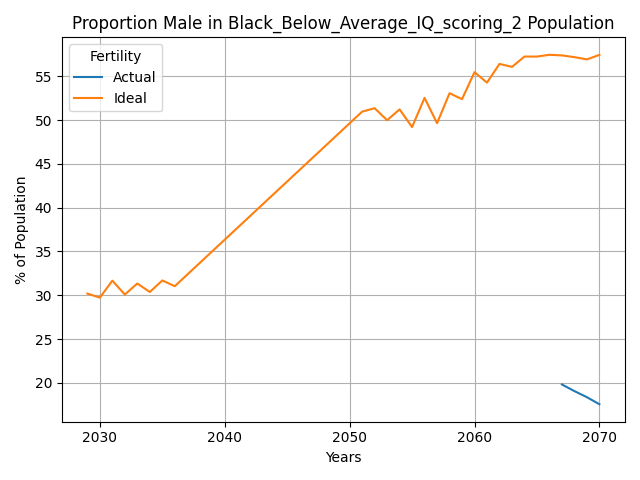 Proportion Male in Black_Below_Average_IQ_scoring_2 Population
Fertility
Actual
Ideal
% of Population
55
50
45
40
35
30
25
20
2030 2040 2050 2060 2070
Years